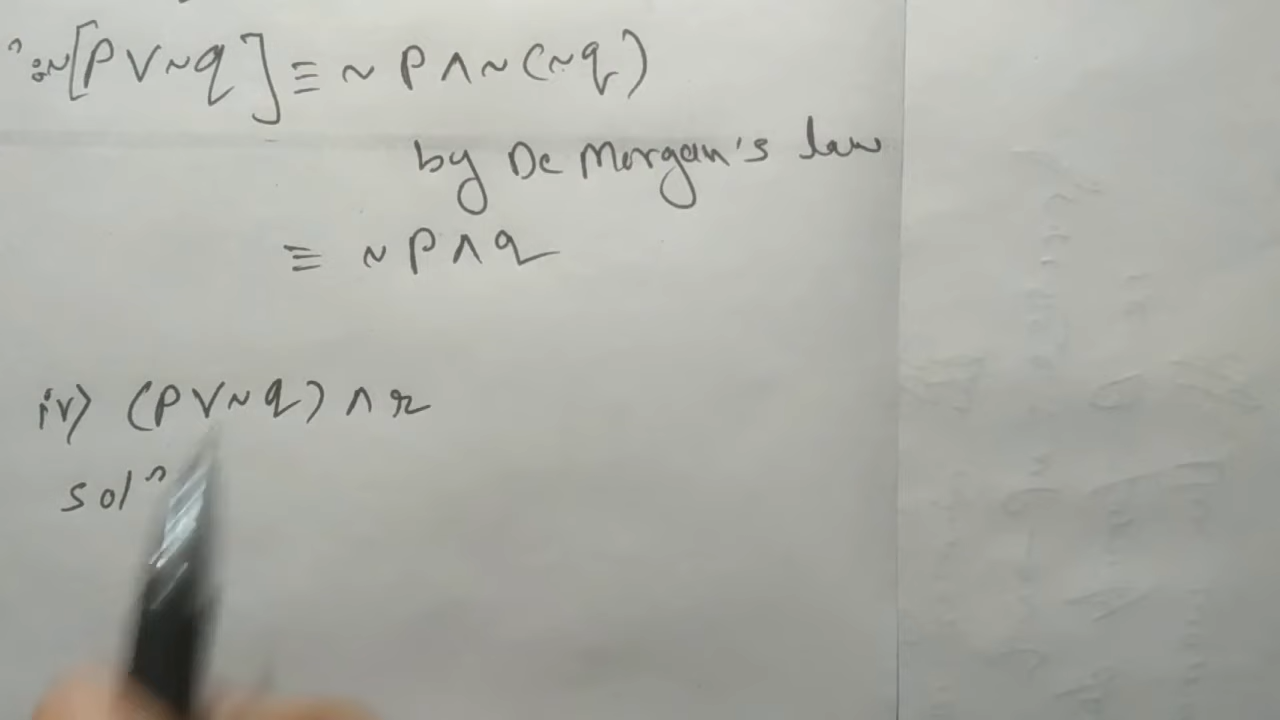 :~[p∨~q] ≡ ~p∧~(~q)
by De Morgan's law
≡ ~p∧q
iv) (p∨~q)∧r
solⁿ